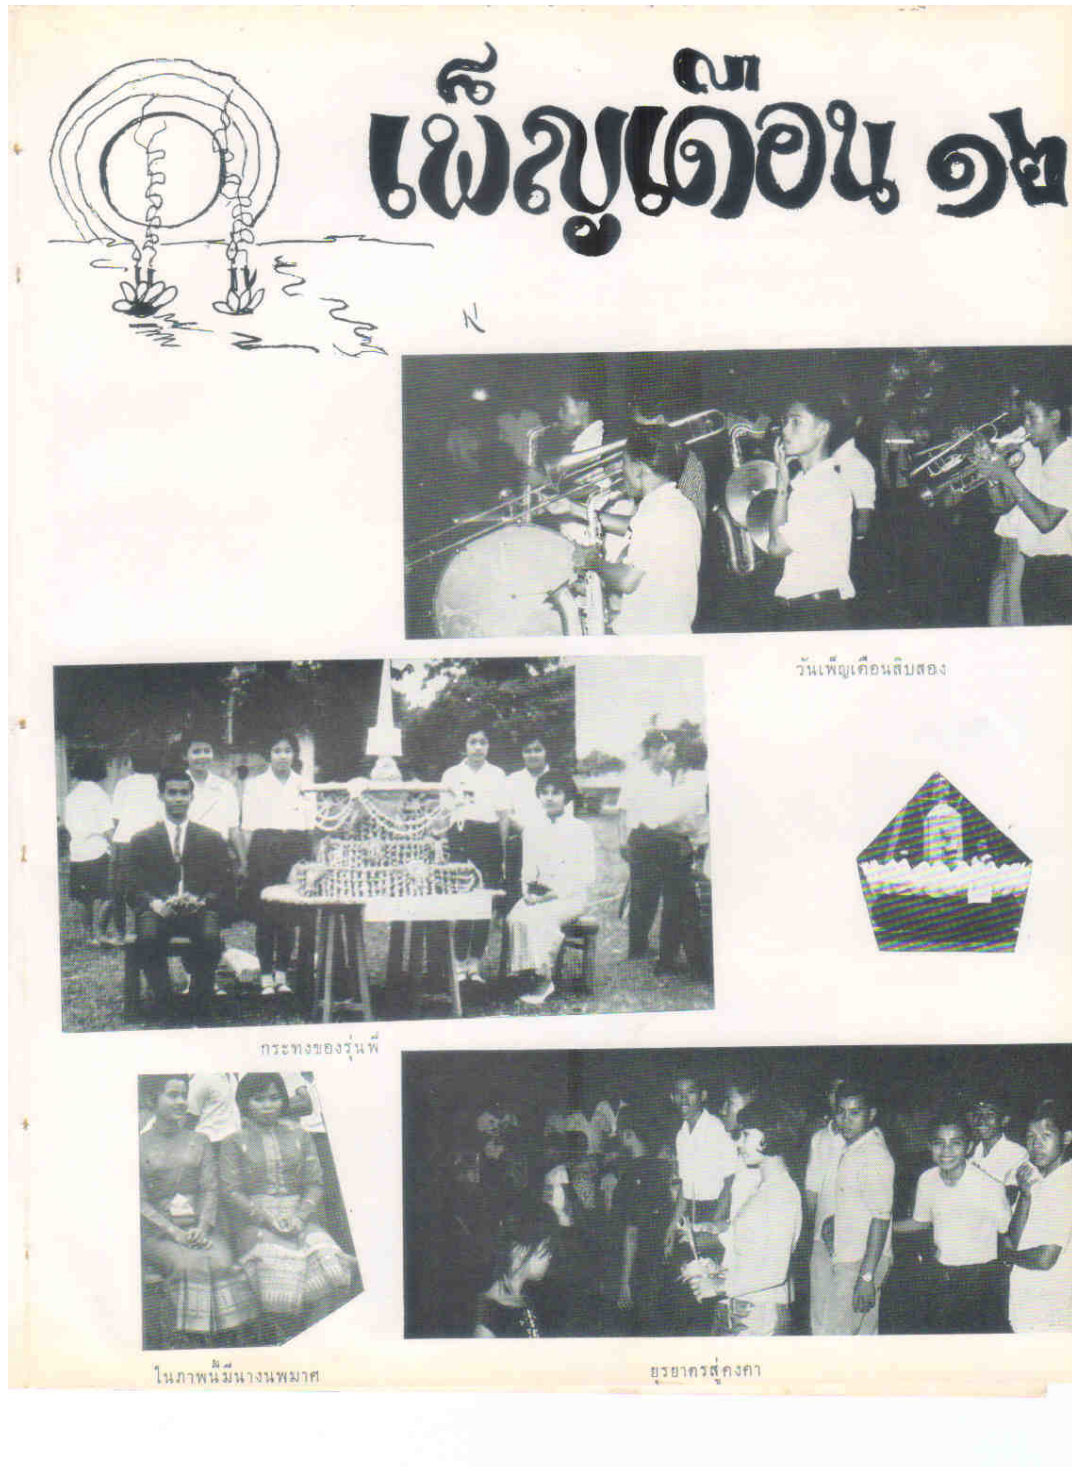 เพ็ญเดือน ๑๒
วันเพ็ญเดือนสิบสอง
กระทงของรุ่นพี่
ในภาพนี้มีนางนพมาศ
ยุรยาตรสู่คงคา